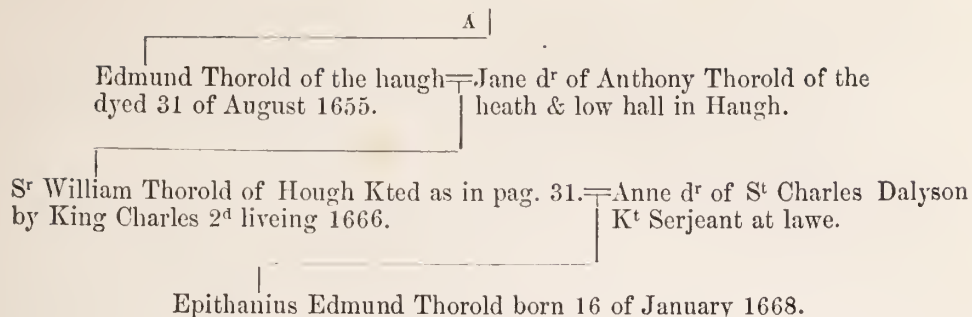 A
Edmund Thorold of the haugh=Jane dʳ of Anthony Thorold of the
dyed 31 of August 1655. heath & low hall in Haugh.
Sʳ William Thorold of Hough Kted as in pag. 31.=Anne dʳ of Sᵗ Charles Dalyson
by King Charles 2ᵈ liveing 1666. Kᵗ Serjeant at lawe.
Epithanius Edmund Thorold born 16 of January 1668.